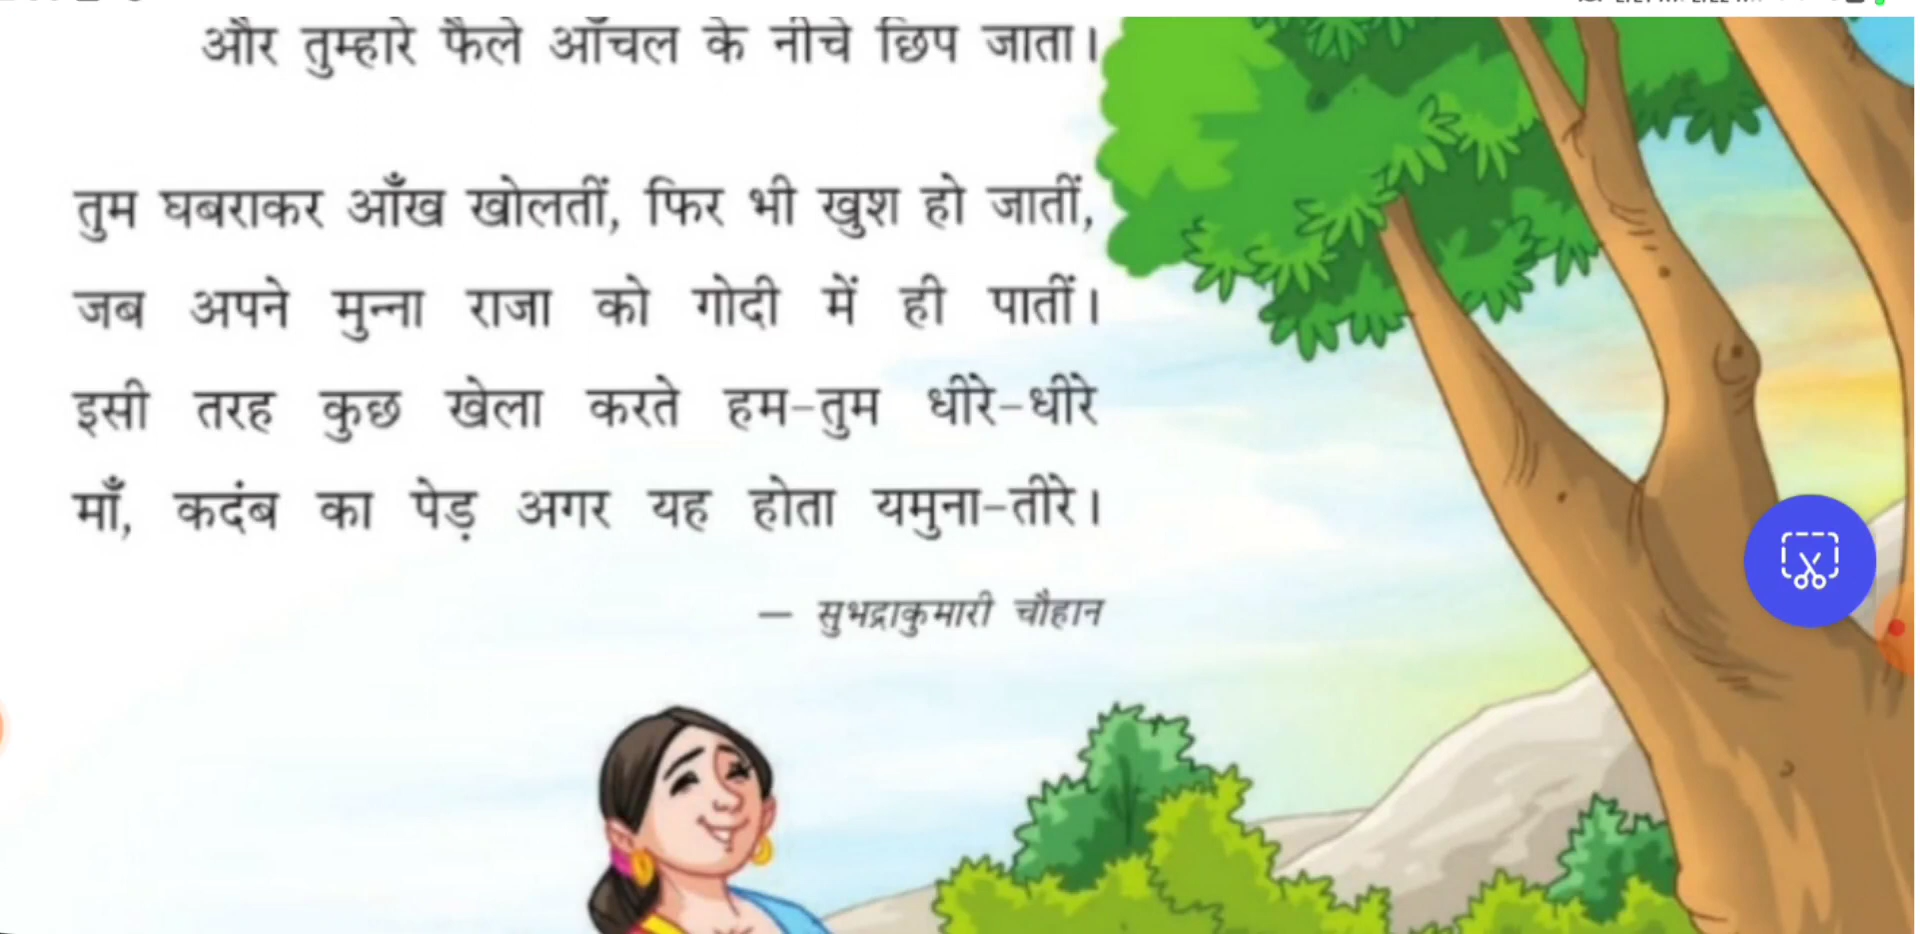 और तुम्हारे फैले आँचल के नीचे छिप जाता।
तुम घबराकर आँख खोलतीं, फिर भी खुश हो जातीं,
जब अपने मुन्ना राजा को गोदी में ही पातीं।
इसी तरह कुछ खेला करते हम-तुम धीरे-धीरे
माँ, कदंब का पेड़ अगर यह होता यमुना-तीरे।
— सुभद्राकुमारी चौहान